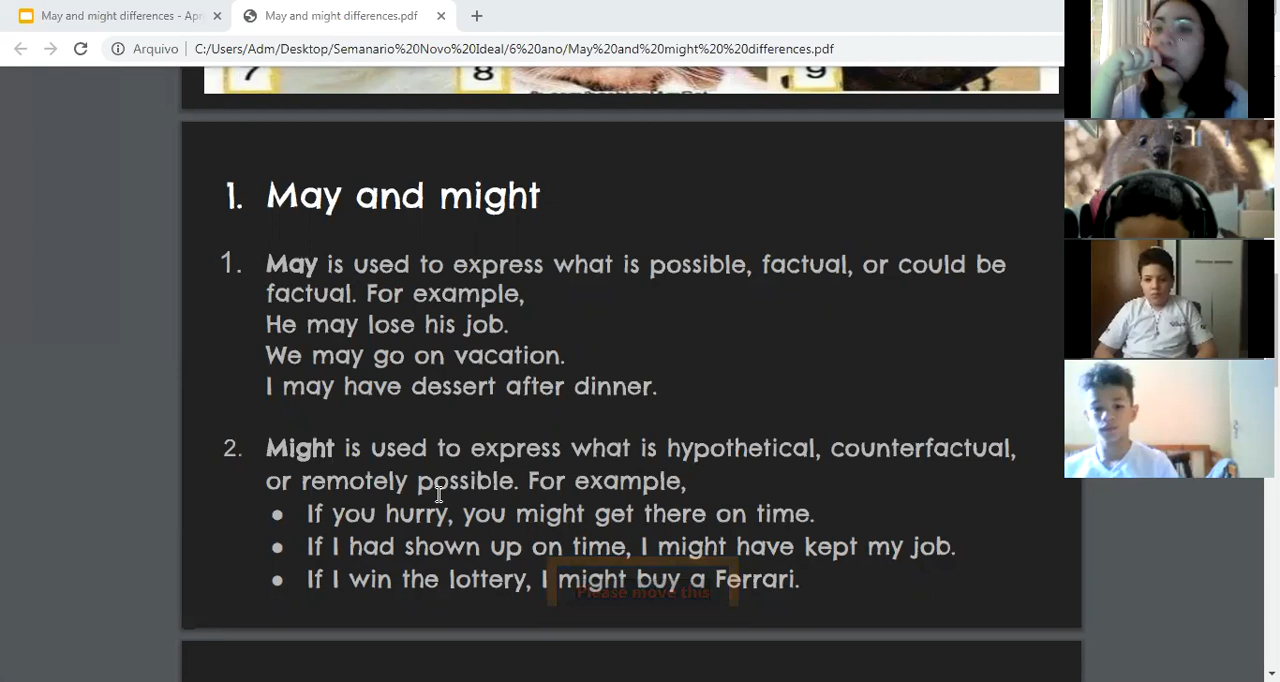 May and might differences - Apr
May and might differences.pdf
Arquivo
C:/Users/Adm/Desktop/Semanario%20Novo%20Ideal/6%20ano/May%20and%20might%20%20differences.pdf
7 8 9
1. May and might
1. May is used to express what is possible, factual, or could be
factual. For example,
He may lose his job.
We may go on vacation.
I may have dessert after dinner.
2. Might is used to express what is hypothetical, counterfactual,
or remotely possible. For example,
● If you hurry, you might get there on time.
● If I had shown up on time, I might have kept my job.
● If I win the lottery, I might buy a Ferrari.
Please move this